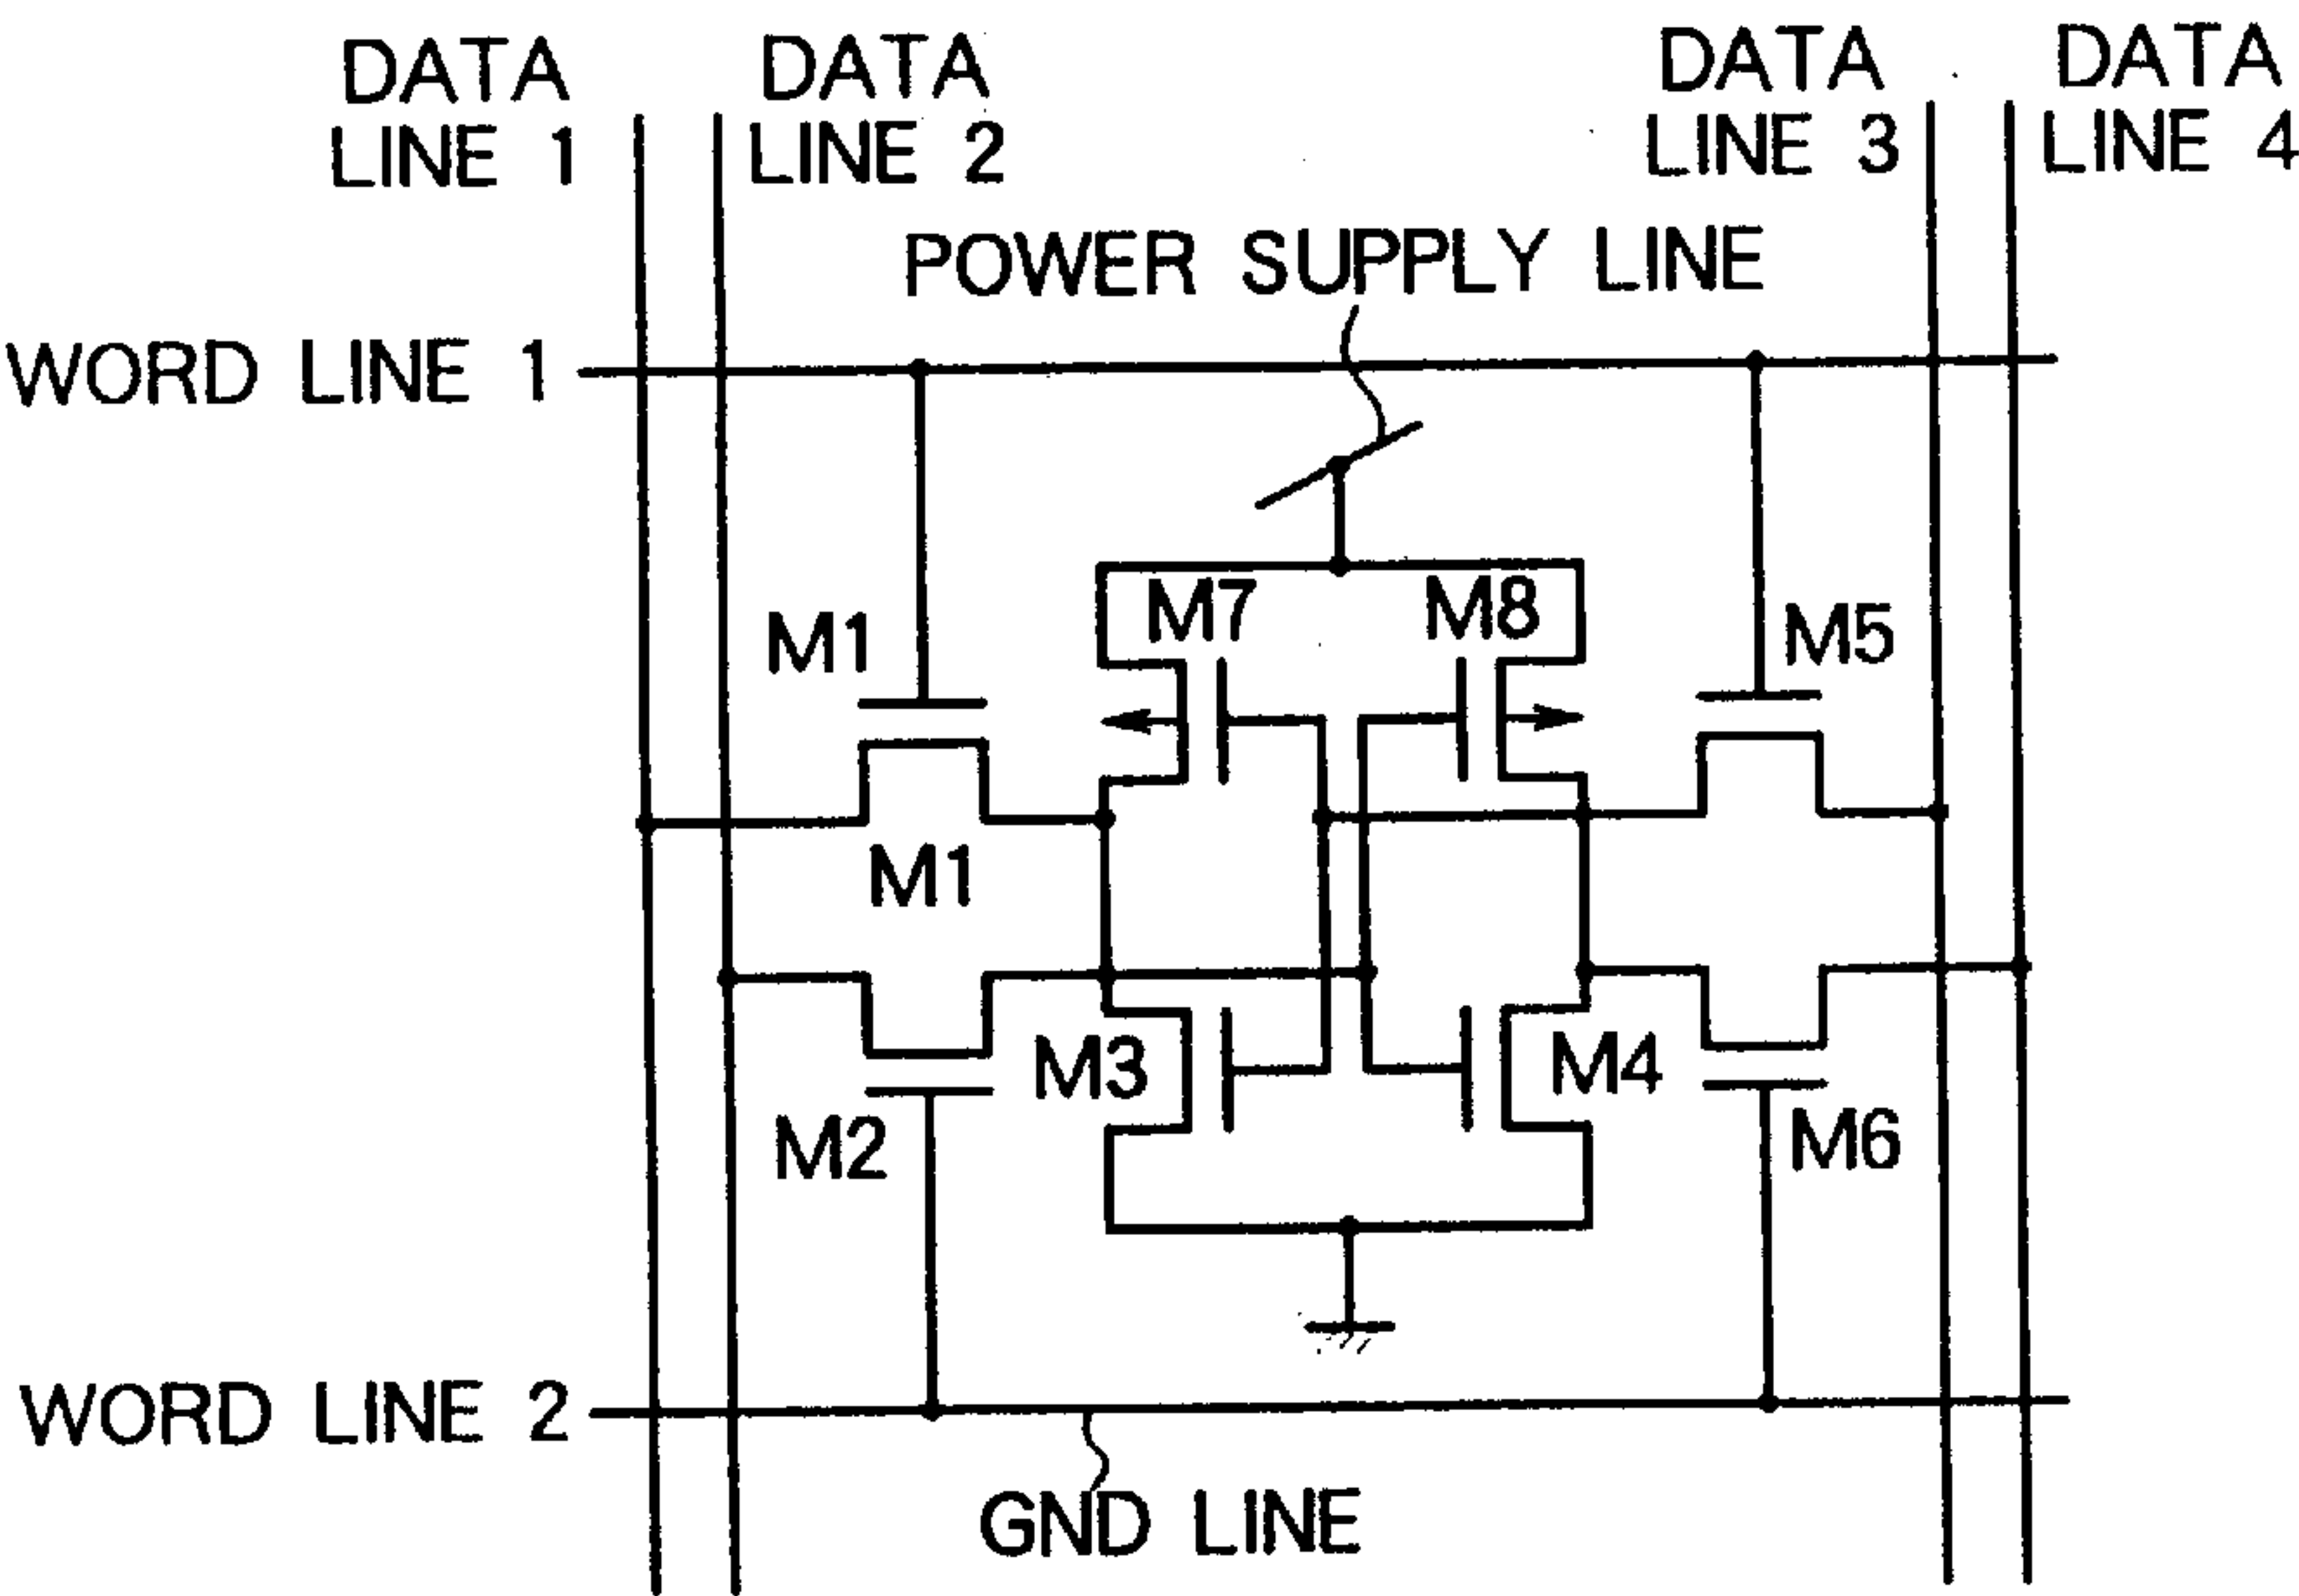 DATA
LINE 1
DATA
LINE 2
DATA
LINE 3
DATA
LINE 4
POWER SUPPLY LINE
WORD LINE 1
M7
M8
M1
M5
M1
M3
M4
M2
M6
WORD LINE 2
GND LINE